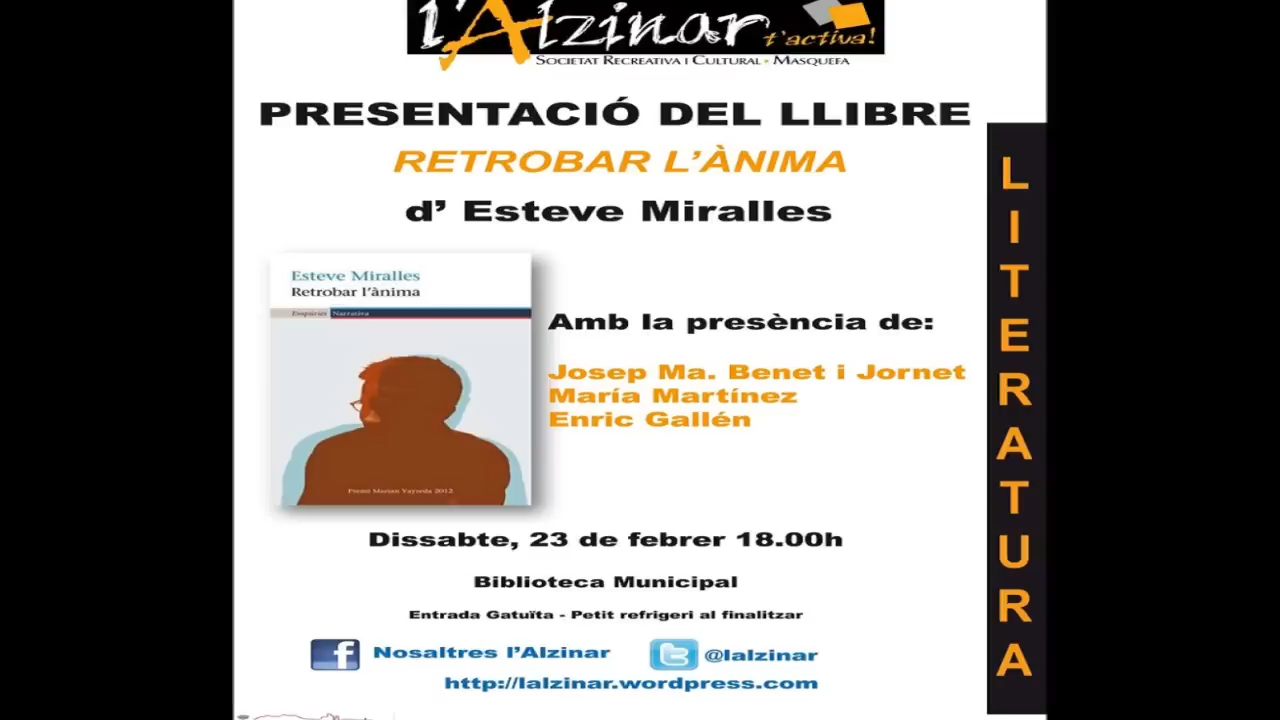 l'Alzinar t'activa!
SOCIETAT RECREATIVA I CULTURAL · MASQUEFA
PRESENTACIÓ DEL LLIBRE
RETROBAR L'ÀNIMA
d' Esteve Miralles
Esteve Miralles
Retrobar l'ànima
Empúries Narrativa
Premi Marian Vayreda 2012
Amb la presència de:
Josep Ma. Benet i Jornet
María Martínez
Enric Gallén
Dissabte, 23 de febrer 18.00h
Biblioteca Municipal
Entrada Gatuïta - Petit refrigeri al finalitzar
Nosaltres l'Alzinar
@lalzinar
http://lalzinar.wordpress.com
LITERATURA